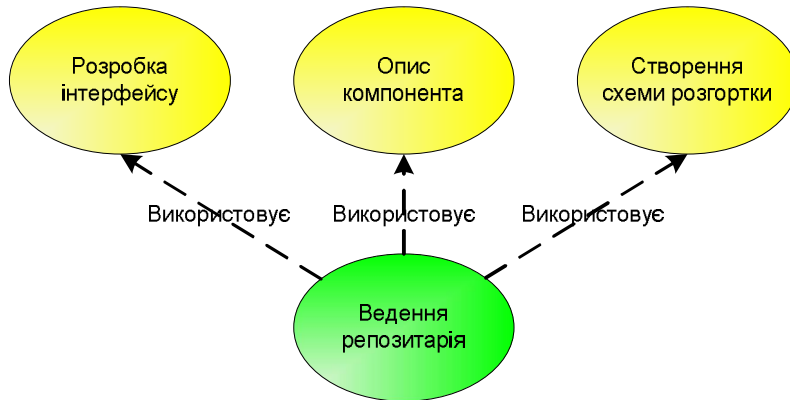 Розробка
інтерфейсу
Опис
компонента
Створення
схеми розгортки
Використовує
Використовує
Використовує
Ведення
репозитарія